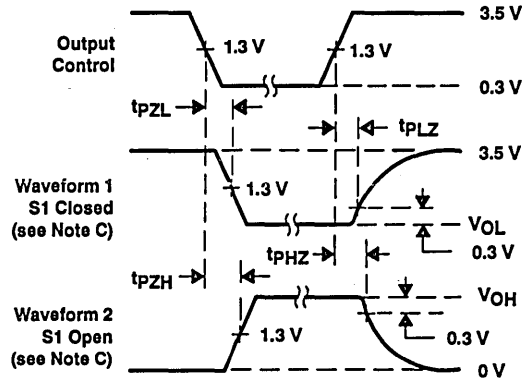 3.5 V
Output
Control
1.3 V
1.3 V
0.3 V
tPZL
tPLZ
3.5 V
Waveform 1
S1 Closed
(see Note C)
1.3 V
VOL
0.3 V
tPHZ
tPZH
VOH
Waveform 2
S1 Open
(see Note C)
1.3 V
0.3 V
0 V